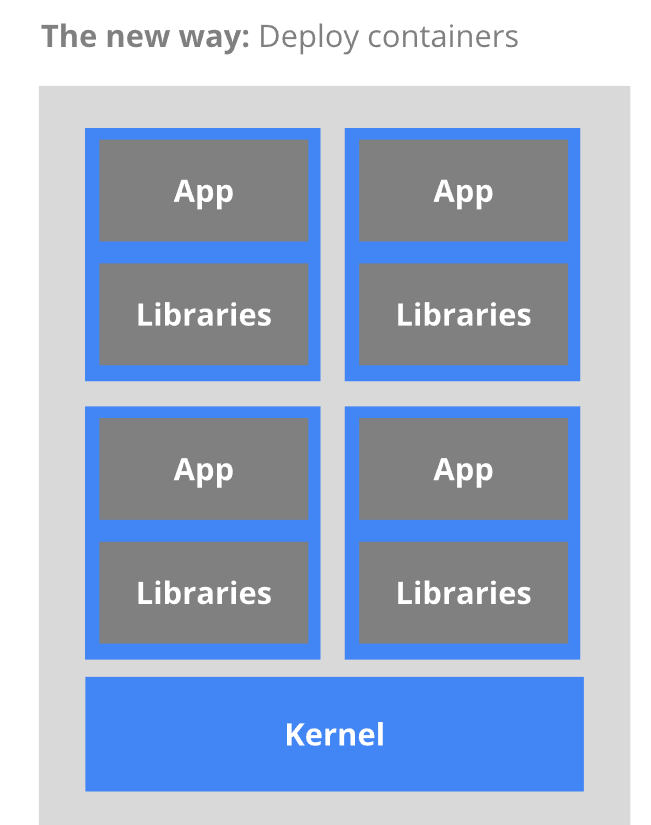 The new way: Deploy containers
App
App
Libraries
Libraries
App
App
Libraries
Libraries
Kernel